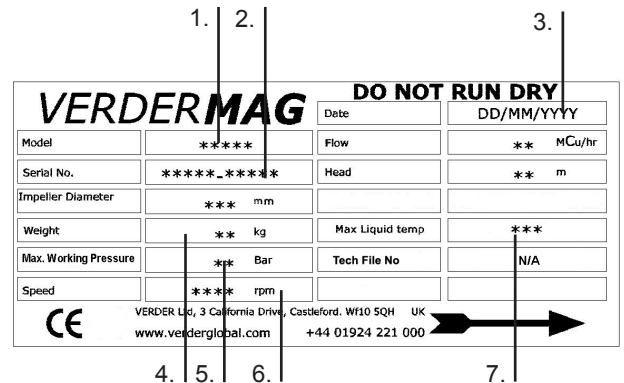 1. 2. 3.
DO NOT RUN DRY
VERDERMAG
Date DD/MM/YYYY
Model ***** Flow ** MCu/hr
Serial No. *****-***** Head ** m
Impeller Diameter *** mm
Weight ** kg Max Liquid temp ***
Max. Working Pressure ** Bar Tech File No N/A
Speed **** rpm
CE
VERDER Ltd, 3 California Drive, Castleford. Wf10 5QH UK
www.verderglobal.com +44 01924 221 000
4. 5. 6. 7.